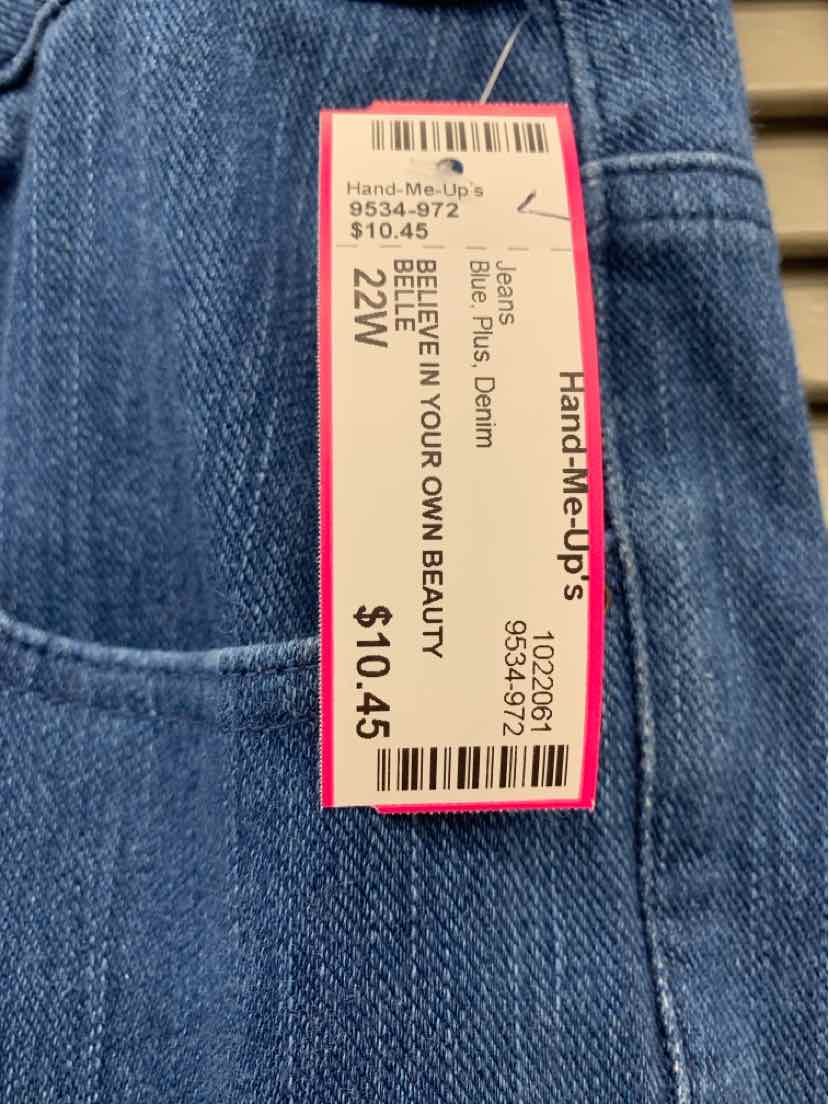 Hand-Me-Up's
9534-972
$10.45
Hand-Me-Up's
1022061
9534-972
Jeans
Blue, Plus, Denim
BELIEVE IN YOUR OWN BEAUTY
BELLE
22W
$10.45